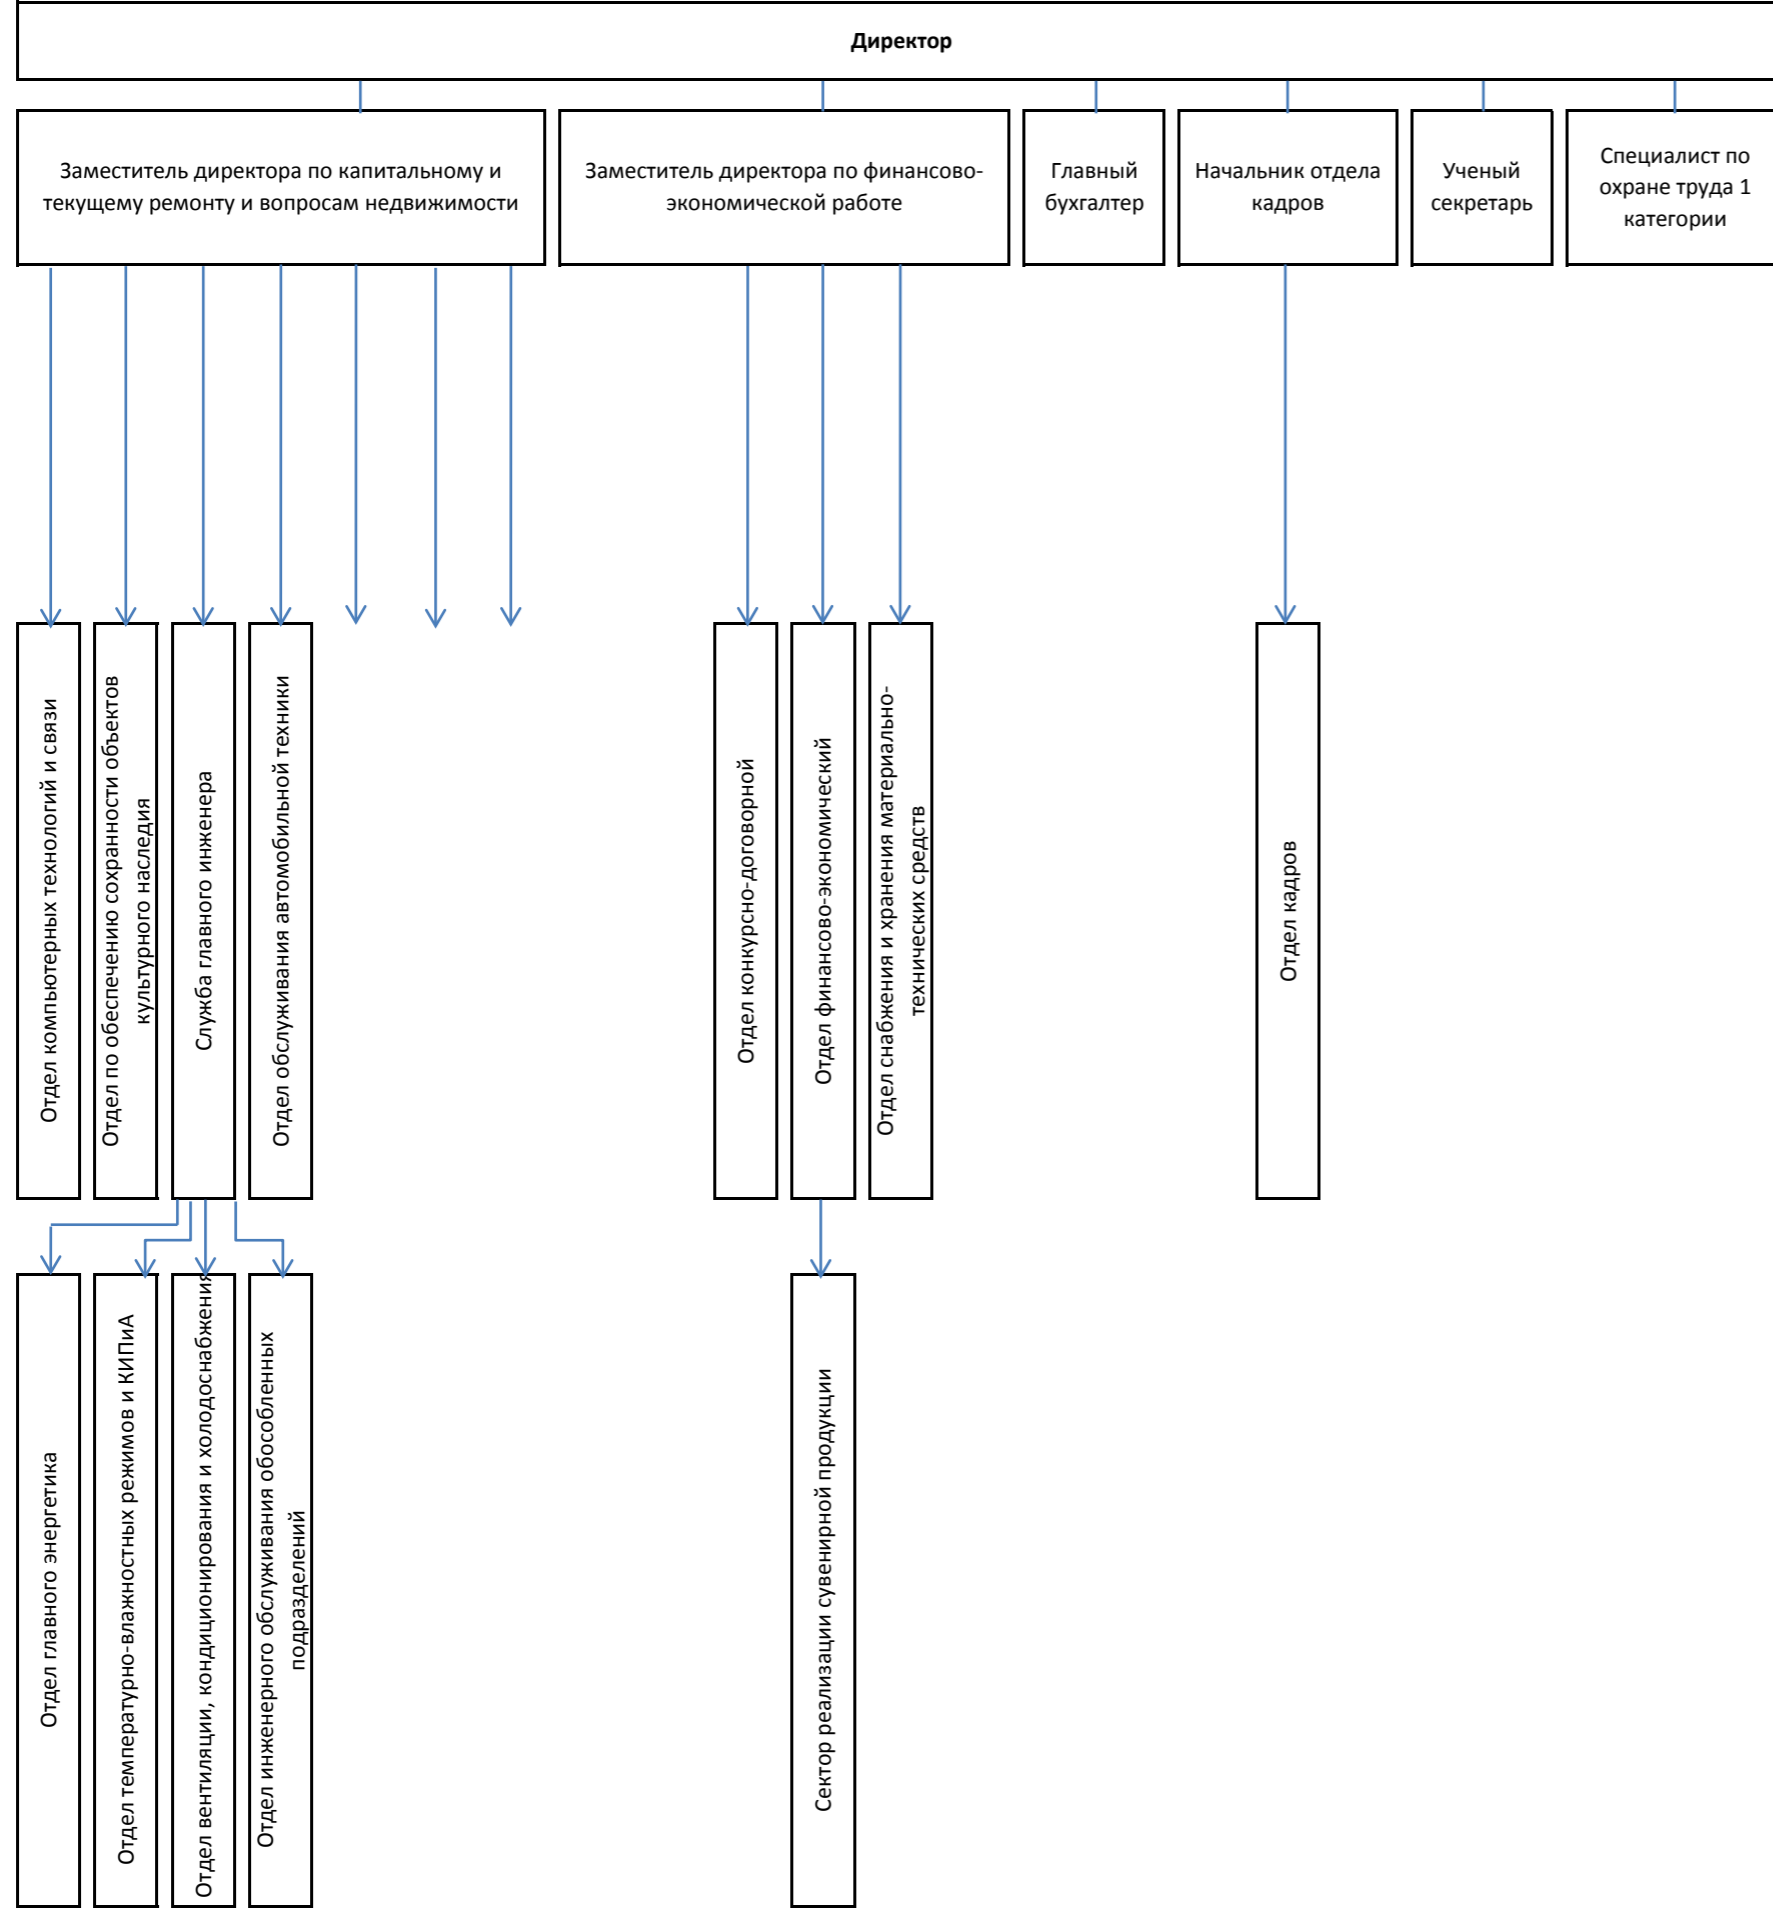 Директор
Заместитель директора по капитальному и
текущему ремонту и вопросам недвижимости
Заместитель директора по финансово-
экономической работе
Главный
бухгалтер
Начальник отдела
кадров
Ученый
секретарь
Специалист по
охране труда 1
категории
Отдел компьютерных технологий и связи
Отдел по обеспечению сохранности объектов
культурного наследия
Служба главного инженера
Отдел обслуживания автомобильной техники
Отдел конкурсно-договорной
Отдел финансово-экономический
Отдел снабжения и хранения материально-
технических средств
Отдел кадров
Отдел главного энергетика
Отдел температурно-влажностных режимов и КИПиА
Отдел вентиляции, кондиционирования и холодоснабжения
Отдел инженерного обслуживания обособленных
подразделений
Сектор реализации сувенирной продукции